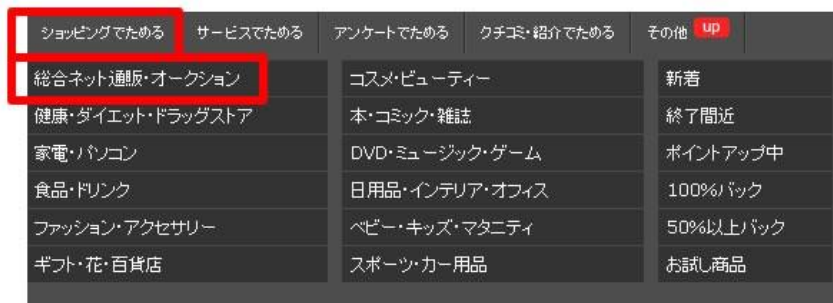 ショッピングでためる サービスでためる アンケートでためる クチコミ・紹介でためる その他 up
総合ネット通販・オークション コスメ・ビューティー 新着
健康・ダイエット・ドラッグストア 本・コミック・雑誌 終了間近
家電・パソコン DVD・ミュージック・ゲーム ポイントアップ中
食品・ドリンク 日用品・インテリア・オフィス 100%バック
ファッション・アクセサリー ベビー・キッズ・マタニティ 50%以上バック
ギフト・花・百貨店 スポーツ・カー用品 お試し商品